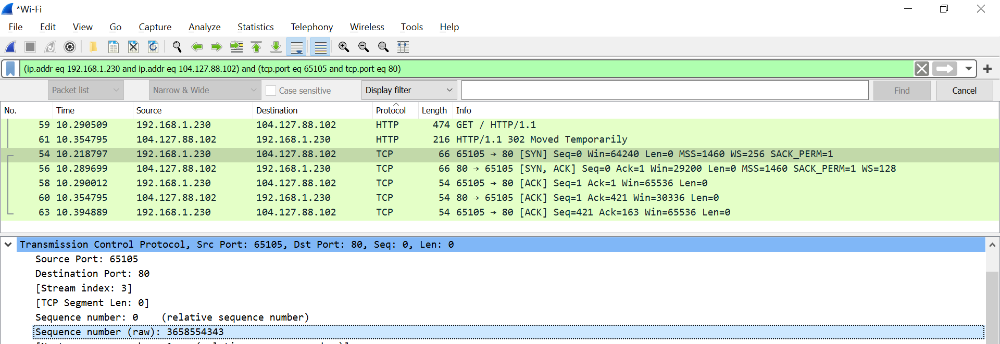 *Wi-Fi
File Edit View Go Capture Analyze Statistics Telephony Wireless Tools Help
(ip.addr eq 192.168.1.230 and ip.addr eq 104.127.88.102) and (tcp.port eq 65105 and tcp.port eq 80)
Packet list Narrow & Wide Case sensitive Display filter Find Cancel
No. Time Source Destination Protocol Length Info
59 10.290509 192.168.1.230 104.127.88.102 HTTP 474 GET / HTTP/1.1
61 10.354795 104.127.88.102 192.168.1.230 HTTP 216 HTTP/1.1 302 Moved Temporarily
54 10.218797 192.168.1.230 104.127.88.102 TCP 66 65105 → 80 [SYN] Seq=0 Win=64240 Len=0 MSS=1460 WS=256 SACK_PERM=1
56 10.289699 104.127.88.102 192.168.1.230 TCP 66 80 → 65105 [SYN, ACK] Seq=0 Ack=1 Win=29200 Len=0 MSS=1460 SACK_PERM=1 WS=128
58 10.290012 192.168.1.230 104.127.88.102 TCP 54 65105 → 80 [ACK] Seq=1 Ack=1 Win=65536 Len=0
60 10.354795 104.127.88.102 192.168.1.230 TCP 54 80 → 65105 [ACK] Seq=1 Ack=421 Win=30336 Len=0
63 10.394889 192.168.1.230 104.127.88.102 TCP 54 65105 → 80 [ACK] Seq=421 Ack=163 Win=65536 Len=0
Transmission Control Protocol, Src Port: 65105, Dst Port: 80, Seq: 0, Len: 0
Source Port: 65105
Destination Port: 80
[Stream index: 3]
[TCP Segment Len: 0]
Sequence number: 0 (relative sequence number)
Sequence number (raw): 3658554343